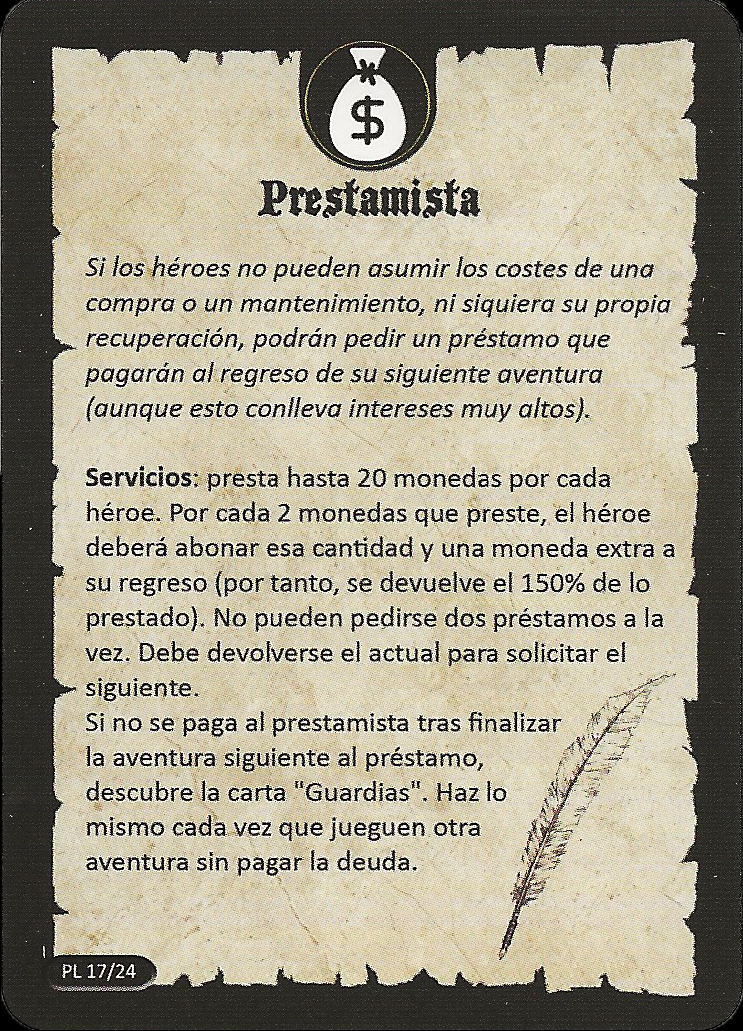 $
Prestamista
Si los héroes no pueden asumir los costes de una
compra o un mantenimiento, ni siquiera su propia
recuperación, podrán pedir un préstamo que
pagarán al regreso de su siguiente aventura
(aunque esto conlleva intereses muy altos).
Servicios: presta hasta 20 monedas por cada
héroe. Por cada 2 monedas que preste, el héroe
deberá abonar esa cantidad y una moneda extra a
su regreso (por tanto, se devuelve el 150% de lo
prestado). No pueden pedirse dos préstamos a la
vez. Debe devolverse el actual para solicitar el
siguiente.
Si no se paga al prestamista tras finalizar
la aventura siguiente al préstamo,
descubre la carta "Guardias". Haz lo
mismo cada vez que jueguen otra
aventura sin pagar la deuda.
PL 17/24